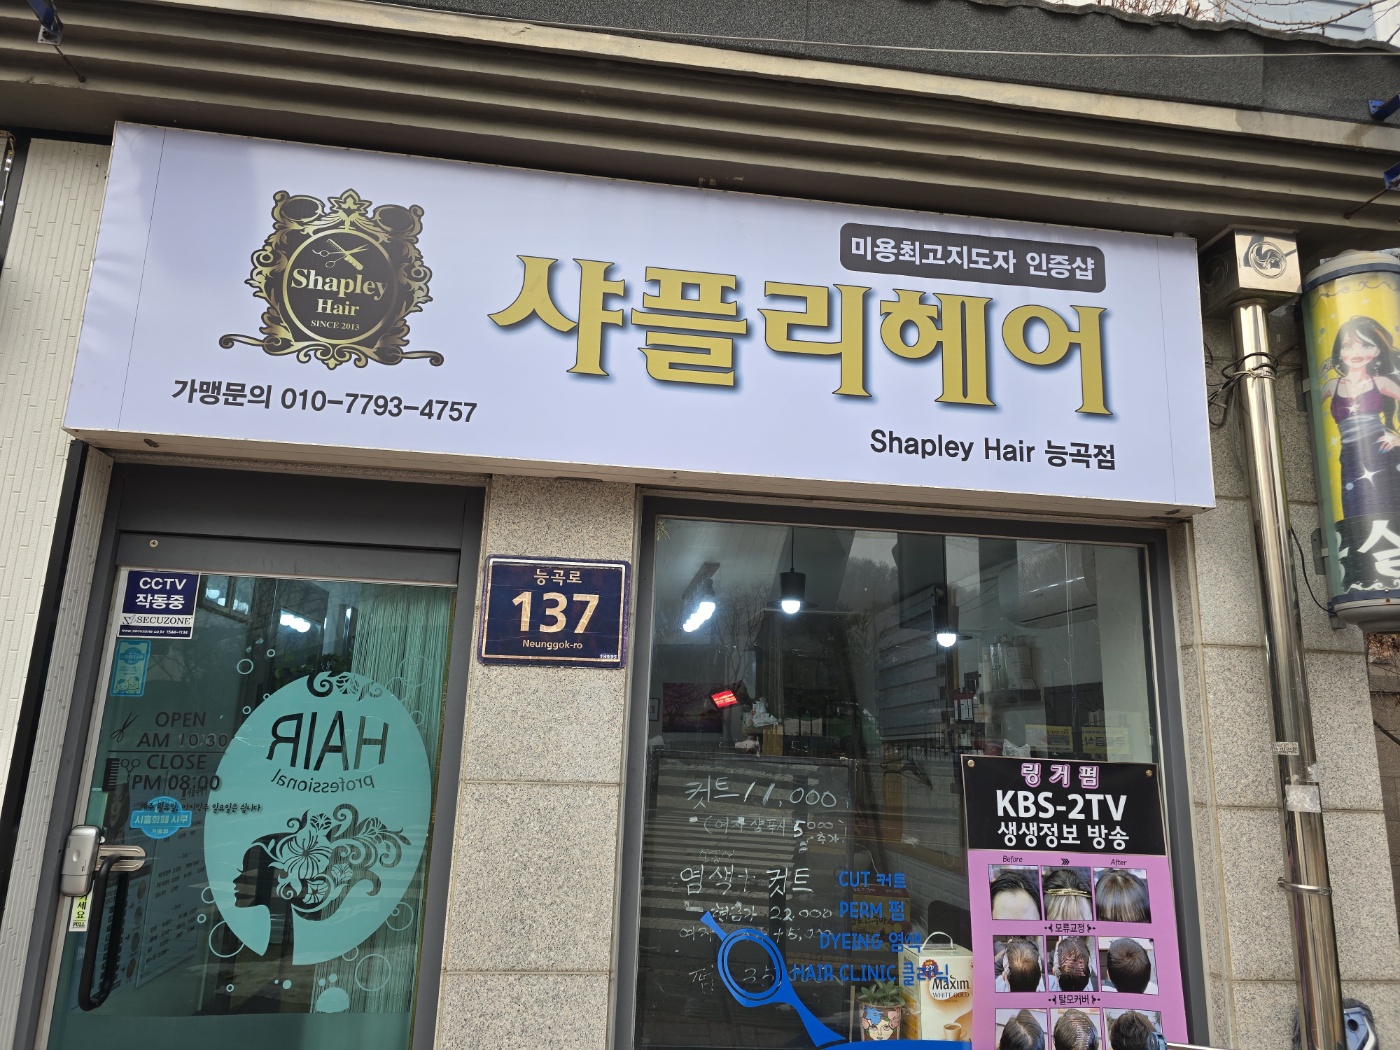 미용최고지도자 인증샵
Shapley
Hair
SINCE 2013
샤플리헤어
가맹문의 010-7793-4757
Shapley Hair 능곡점
CCTV
작동중
SECUZONE
능곡로
137
Neunggok-ro
OPEN
AM 10:30
CLOSE
PM 08:00
HAIR
professional
컷트 11,000
염색+컷트
22,000
CUT 커트
PERM 펌
DYEING 염색
HAIR CLINIC 클리닉
Maxim
WHITE GOLD
링거펌
KBS-2TV
생생정보 방송
Before
After
모류교정
탈모커버